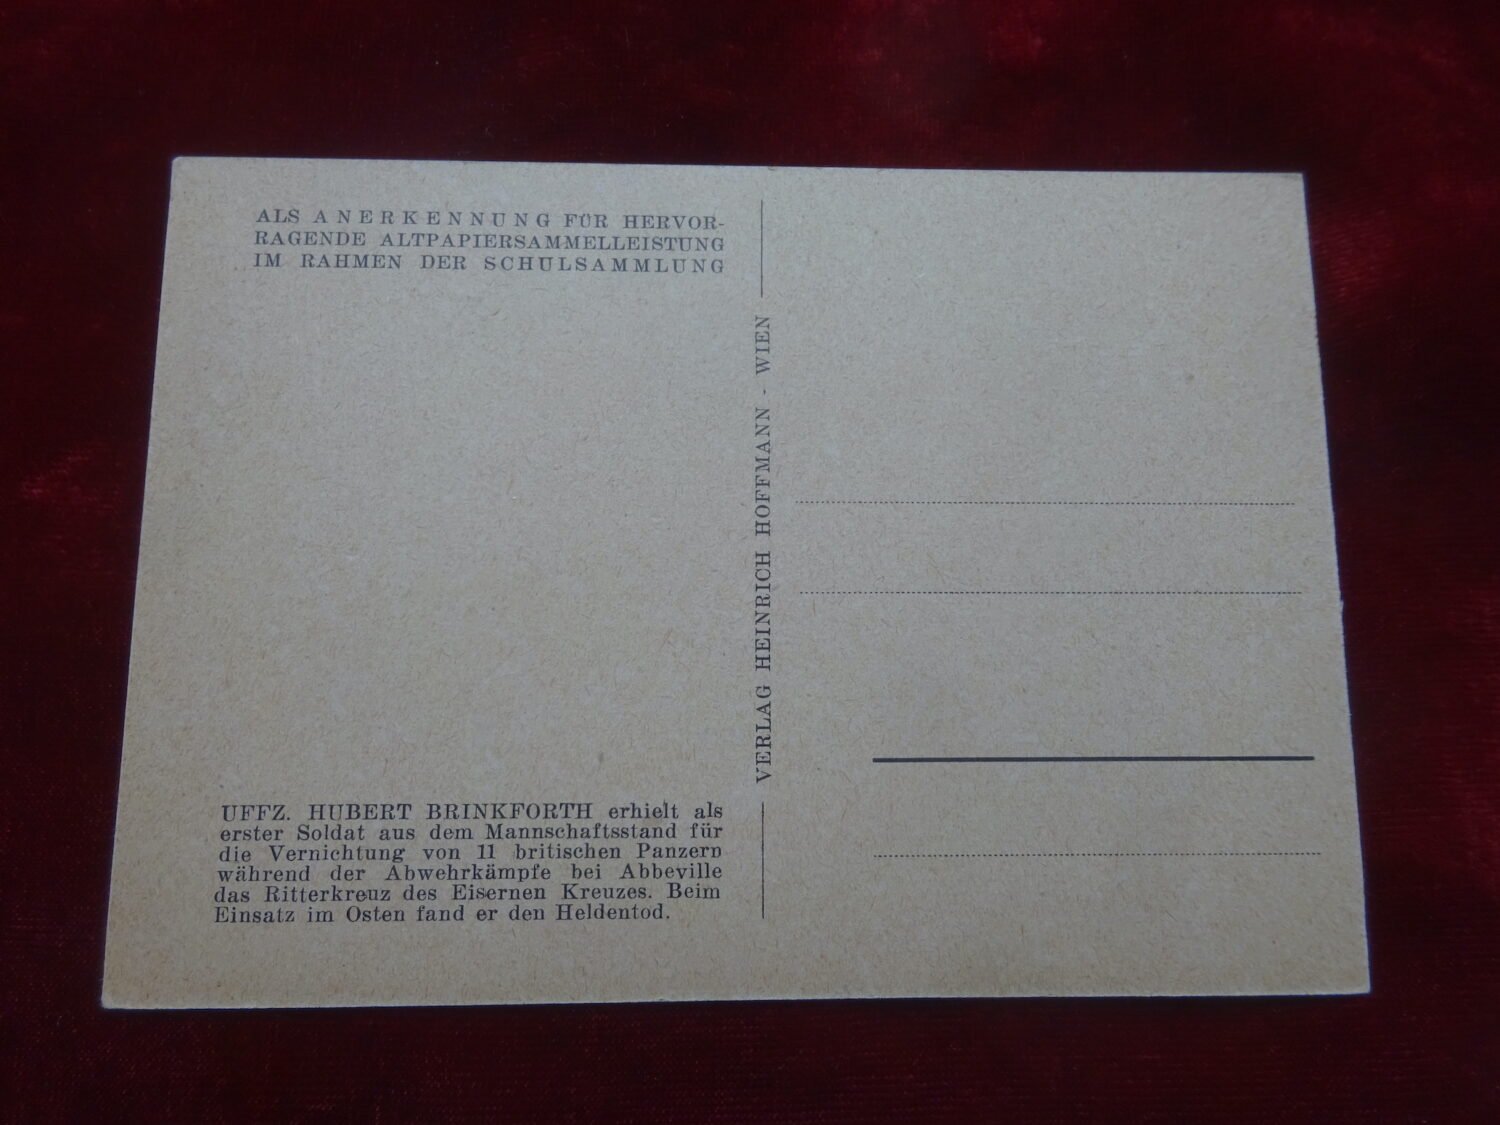 ALS ANERKENNUNG FÜR HERVOR-
RAGENDE ALTPAPIERSAMMELLEISTUNG
IM RAHMEN DER SCHULSAMMLUNG
UFFZ. HUBERT BRINKFORTH erhielt als
erster Soldat aus dem Mannschaftsstand für
die Vernichtung von 11 britischen Panzern
während der Abwehrkämpfe bei Abbeville
das Ritterkreuz des Eisernen Kreuzes. Beim
Einsatz im Osten fand er den Heldentod.
VERLAG HEINRICH HOFFMANN - WIEN